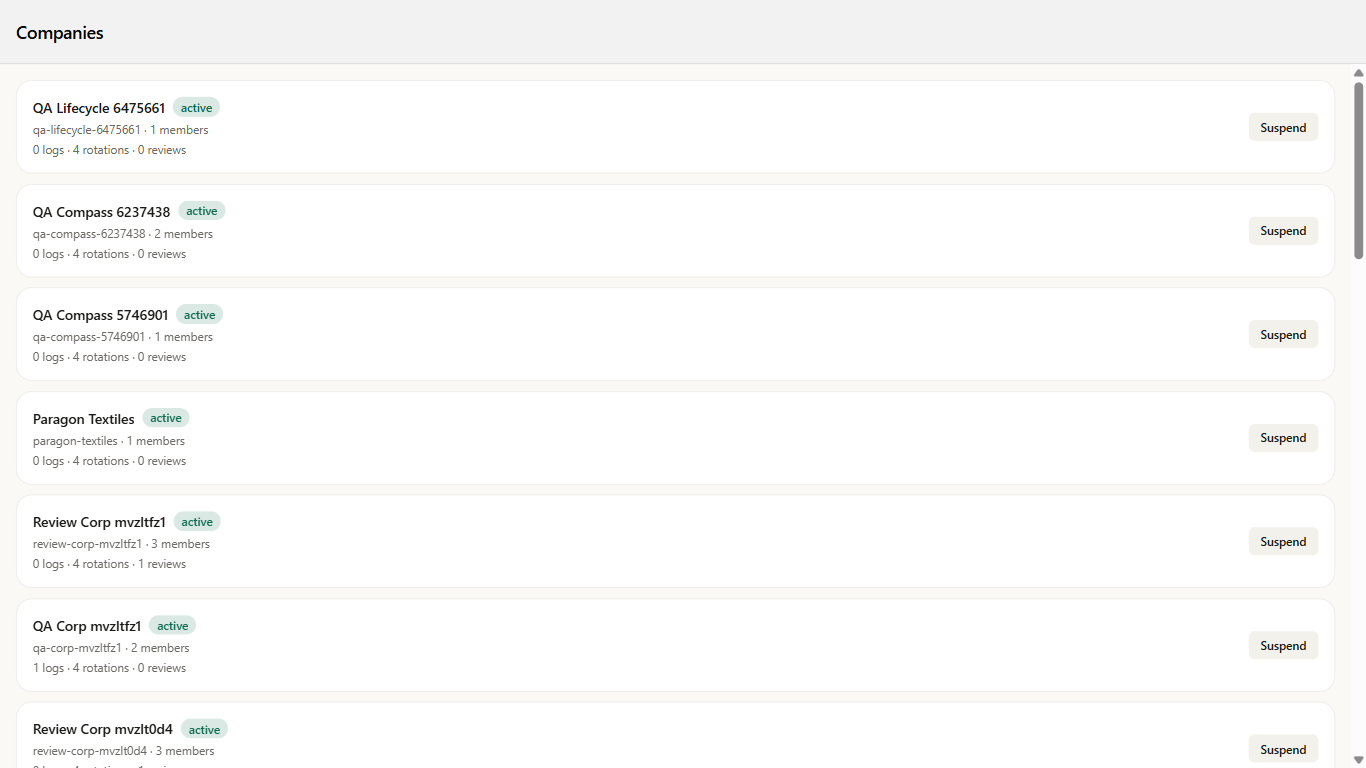 Companies
QA Lifecycle 6475661 active
qa-lifecycle-6475661 · 1 members
0 logs · 4 rotations · 0 reviews
Suspend
QA Compass 6237438 active
qa-compass-6237438 · 2 members
0 logs · 4 rotations · 0 reviews
Suspend
QA Compass 5746901 active
qa-compass-5746901 · 1 members
0 logs · 4 rotations · 0 reviews
Suspend
Paragon Textiles active
paragon-textiles · 1 members
0 logs · 4 rotations · 0 reviews
Suspend
Review Corp mvzltfz1 active
review-corp-mvzltfz1 · 3 members
0 logs · 4 rotations · 1 reviews
Suspend
QA Corp mvzltfz1 active
qa-corp-mvzltfz1 · 2 members
1 logs · 4 rotations · 0 reviews
Suspend
Review Corp mvzlt0d4 active
review-corp-mvzlt0d4 · 3 members
Suspend